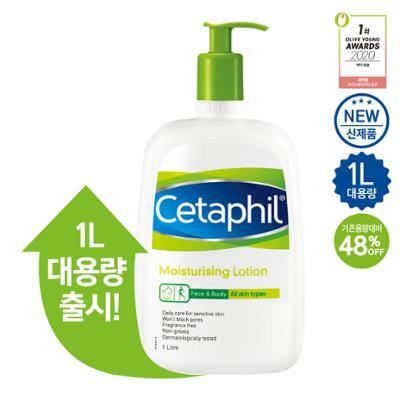 1#
OLIVE YOUNG
AWARDS
2020
NEW
신제품
1L
대용량
기존용량대비
48% OFF
1L
대용량
출시!
Cetaphil®
Moisturising Lotion
Face & Body All skin types
Daily care for sensitive skin
Won't block pores
Fragrance free
Non-greasy
Dermatologically tested
1 Litre